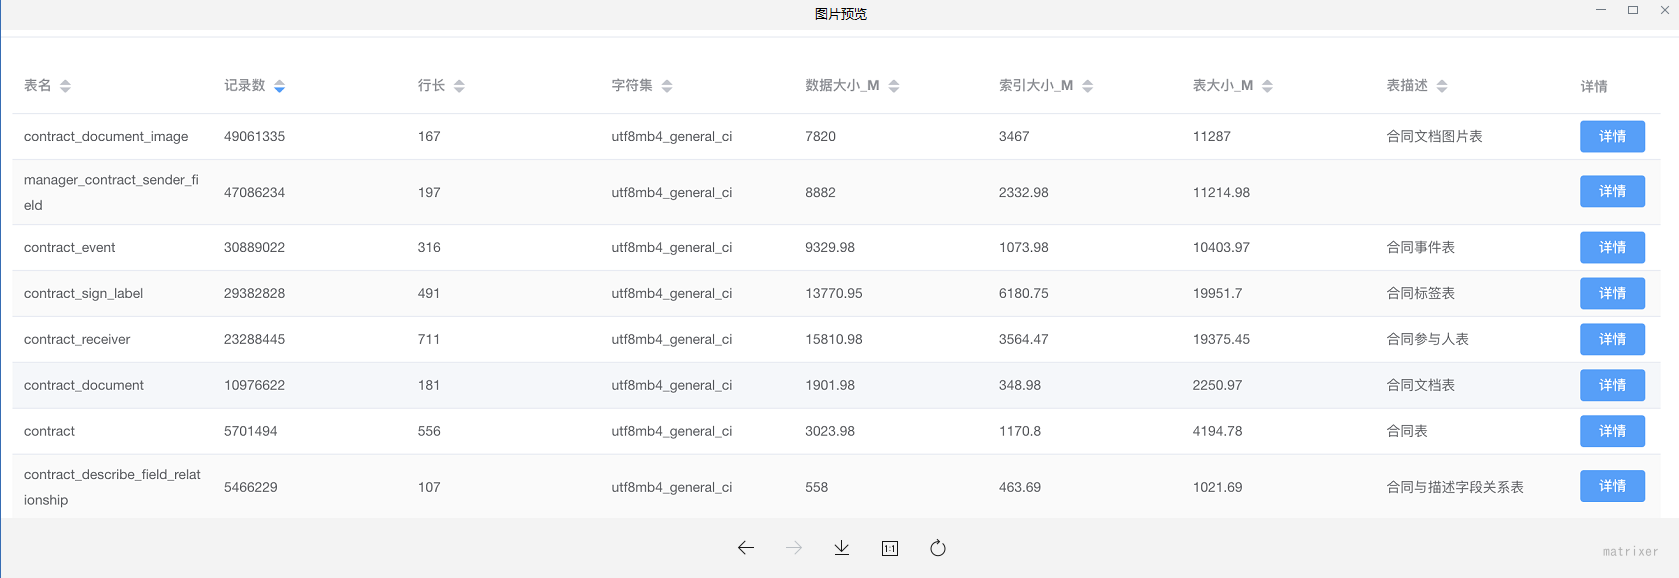 图片预览
表名 记录数 行长 字符集 数据大小_M 索引大小_M 表大小_M 表描述 详情
contract_document_image 49061335 167 utf8mb4_general_ci 7820 3467 11287 合同文档图片表 详情
manager_contract_sender_fi
eld 47086234 197 utf8mb4_general_ci 8882 2332.98 11214.98 详情
contract_event 30889022 316 utf8mb4_general_ci 9329.98 1073.98 10403.97 合同事件表 详情
contract_sign_label 29382828 491 utf8mb4_general_ci 13770.95 6180.75 19951.7 合同标签表 详情
contract_receiver 23288445 711 utf8mb4_general_ci 15810.98 3564.47 19375.45 合同参与人表 详情
contract_document 10976622 181 utf8mb4_general_ci 1901.98 348.98 2250.97 合同文档表 详情
contract 5701494 556 utf8mb4_general_ci 3023.98 1170.8 4194.78 合同表 详情
contract_describe_field_relat
ionship 5466229 107 utf8mb4_general_ci 558 463.69 1021.69 合同与描述字段关系表 详情
1:1
matrixer